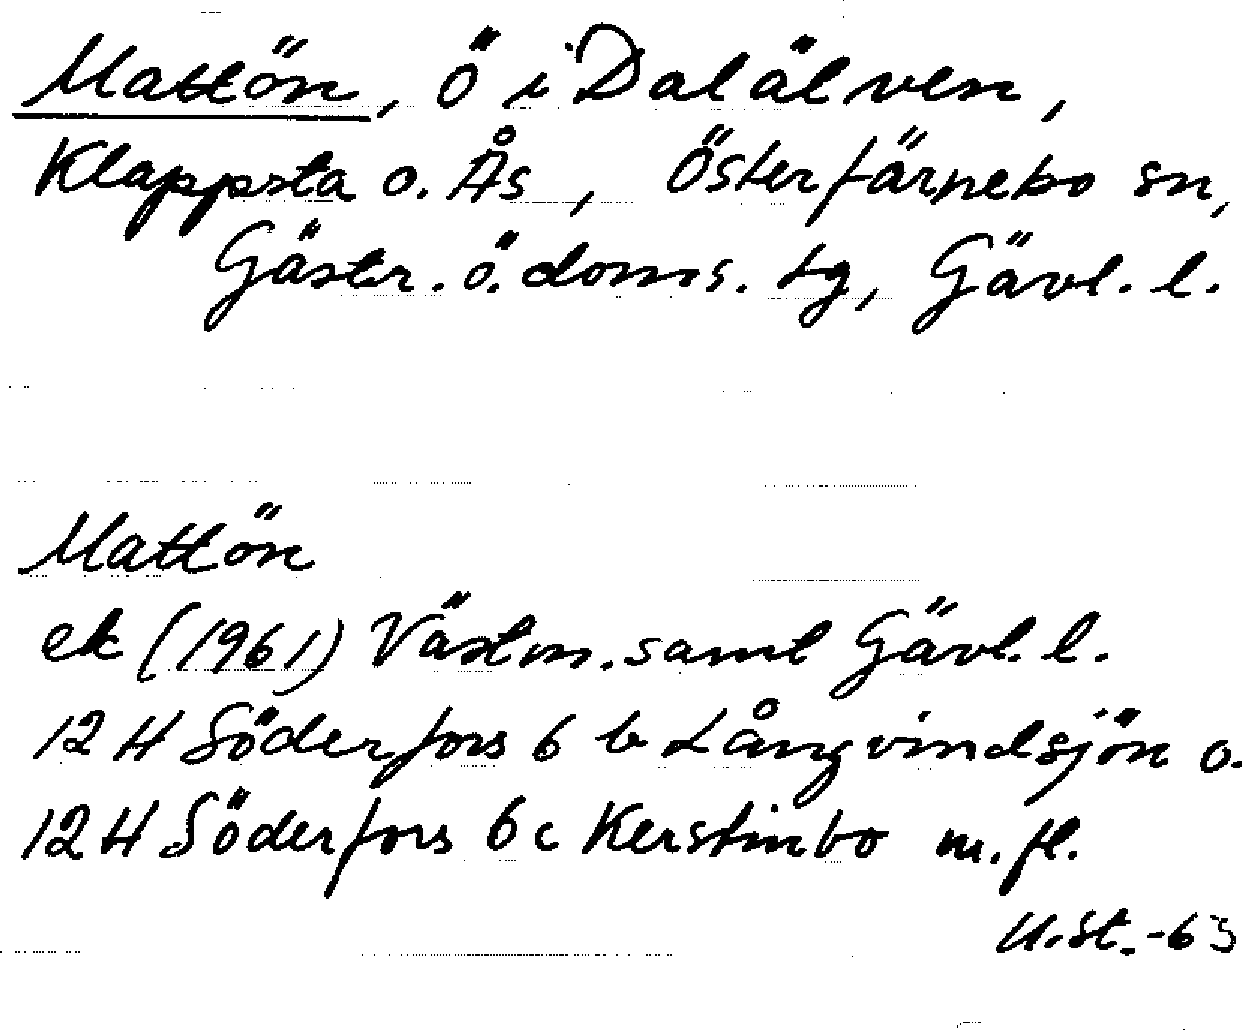 Mattön, ö i Dalälven,
Klappsta o. Ås, Österfärnebo sn,
Gästr. ö. doms. tg, Gävl. l.
Mattön
ek (1961) Västm. samt Gävl. l.
12 H Söderfors 6 b Långvindsjön o.
12 H Söderfors 6 c Kerstinbo m. fl.
U. St. -63